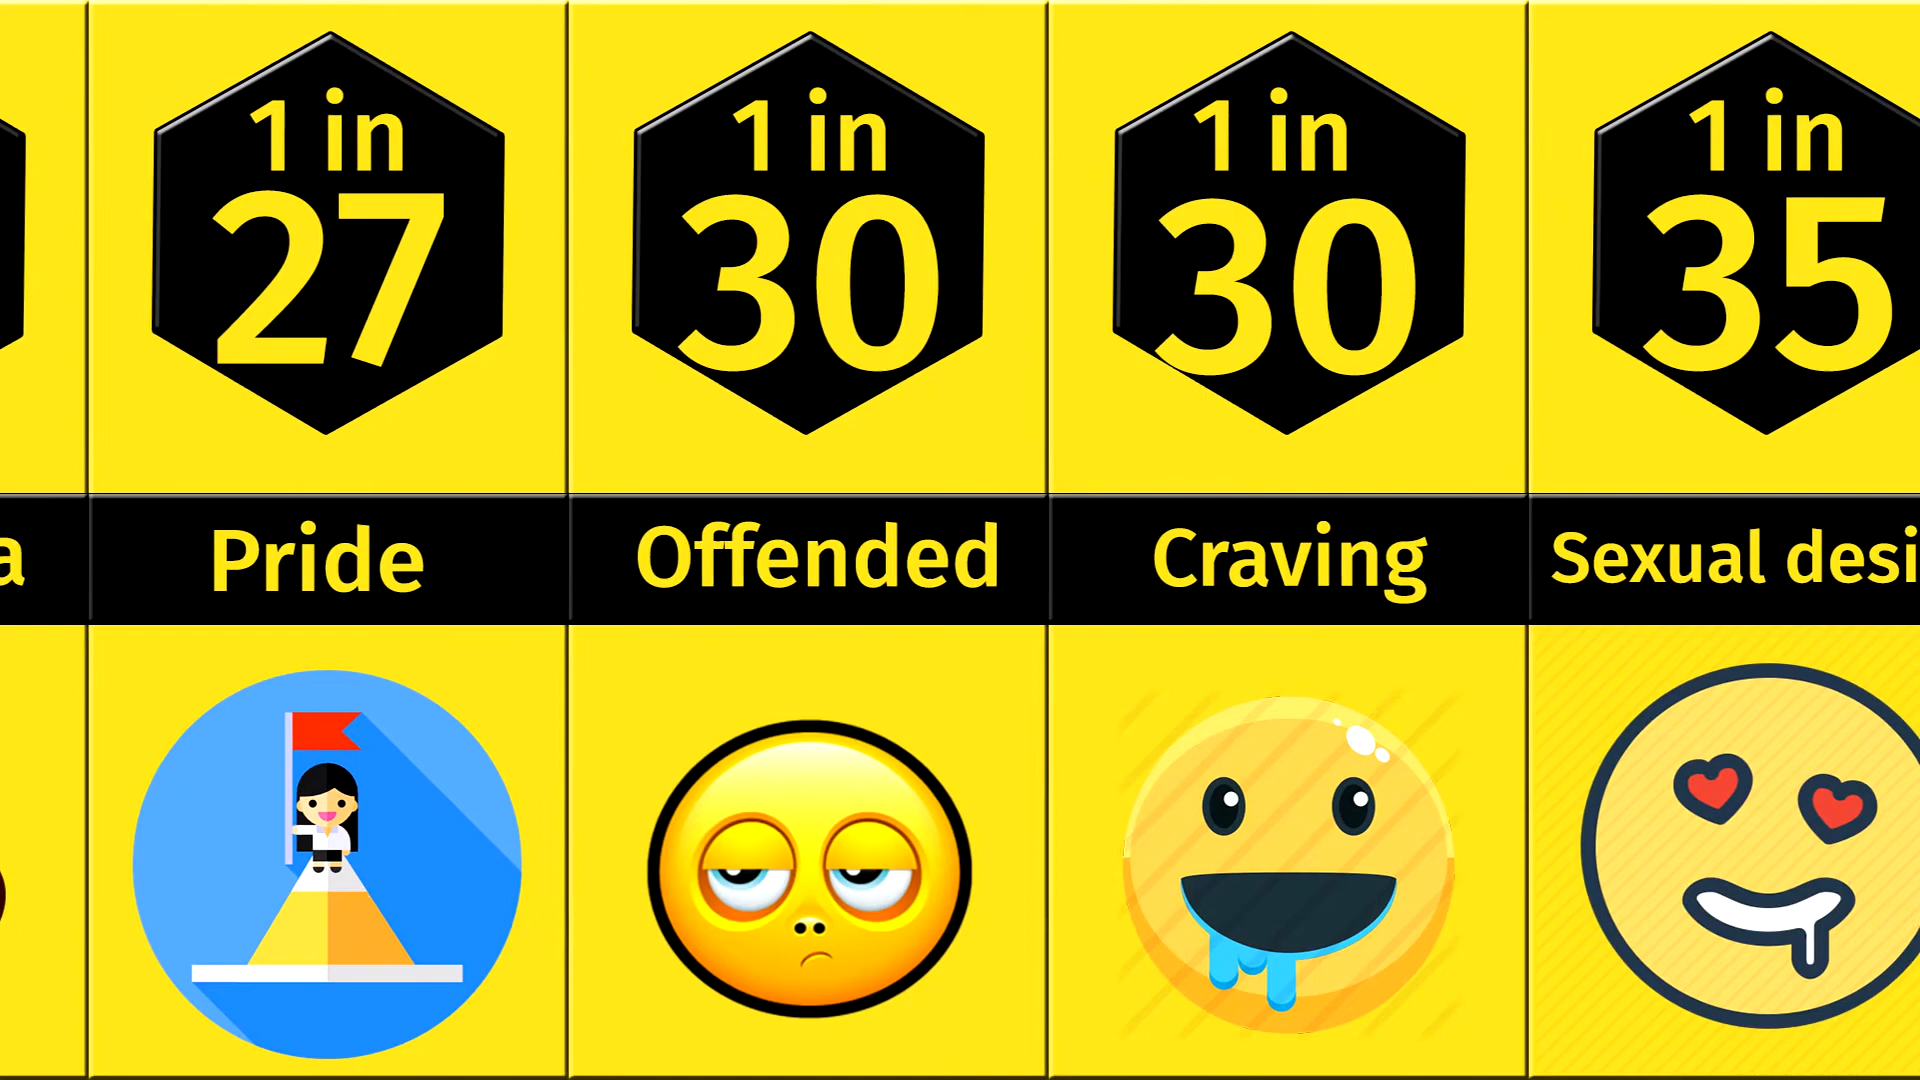 1 in
27
1 in
30
1 in
30
1 in
35
a
Pride
Offended
Craving
Sexual desi